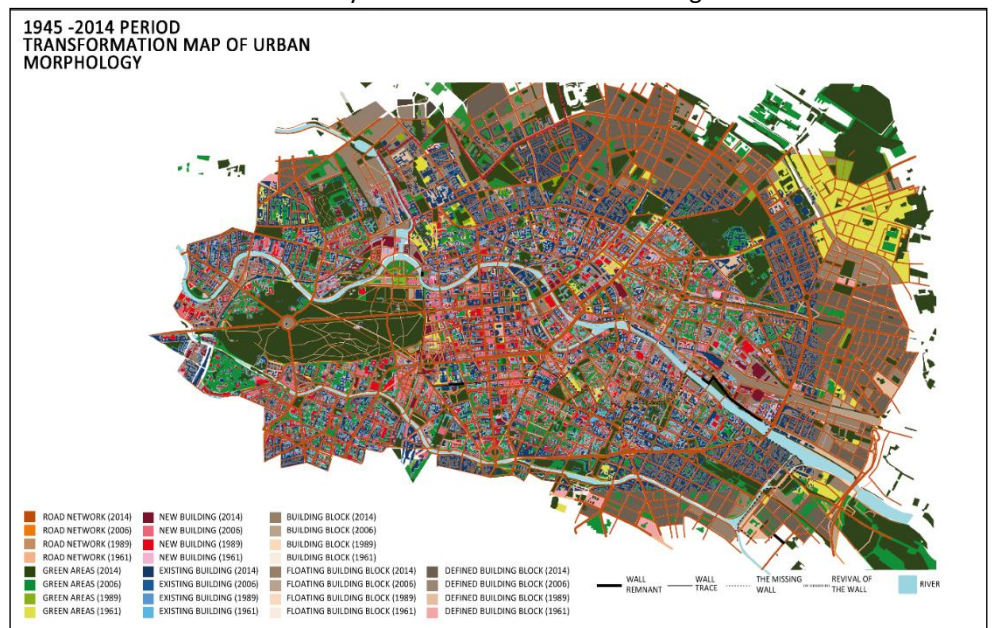 1945 -2014 PERIOD
TRANSFORMATION MAP OF URBAN
MORPHOLOGY
ROAD NETWORK (2014)
ROAD NETWORK (2006)
ROAD NETWORK (1989)
ROAD NETWORK (1961)
GREEN AREAS (2014)
GREEN AREAS (2006)
GREEN AREAS (1989)
GREEN AREAS (1961)
NEW BUILDING (2014)
NEW BUILDING (2006)
NEW BUILDING (1989)
NEW BUILDING (1961)
EXISTING BUILDING (2014)
EXISTING BUILDING (2006)
EXISTING BUILDING (1989)
EXISTING BUILDING (1961)
BUILDING BLOCK (2014)
BUILDING BLOCK (2006)
BUILDING BLOCK (1989)
BUILDING BLOCK (1961)
FLOATING BUILDING BLOCK (2014)
FLOATING BUILDING BLOCK (2006)
FLOATING BUILDING BLOCK (1989)
FLOATING BUILDING BLOCK (1961)
DEFINED BUILDING BLOCK (2014)
DEFINED BUILDING BLOCK (2006)
DEFINED BUILDING BLOCK (1989)
DEFINED BUILDING BLOCK (1961)
WALL
REMNANT
WALL
TRACE
THE MISSING
WALL
REVIVAL OF
THE WALL
RIVER